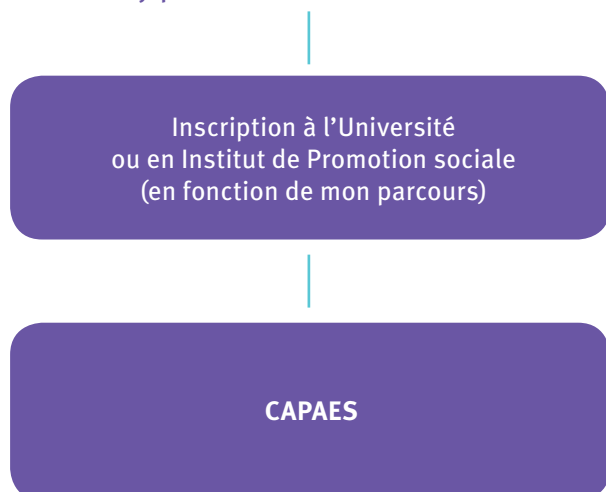 Inscription à l'Université
ou en Institut de Promotion sociale
(en fonction de mon parcours)
CAPAES